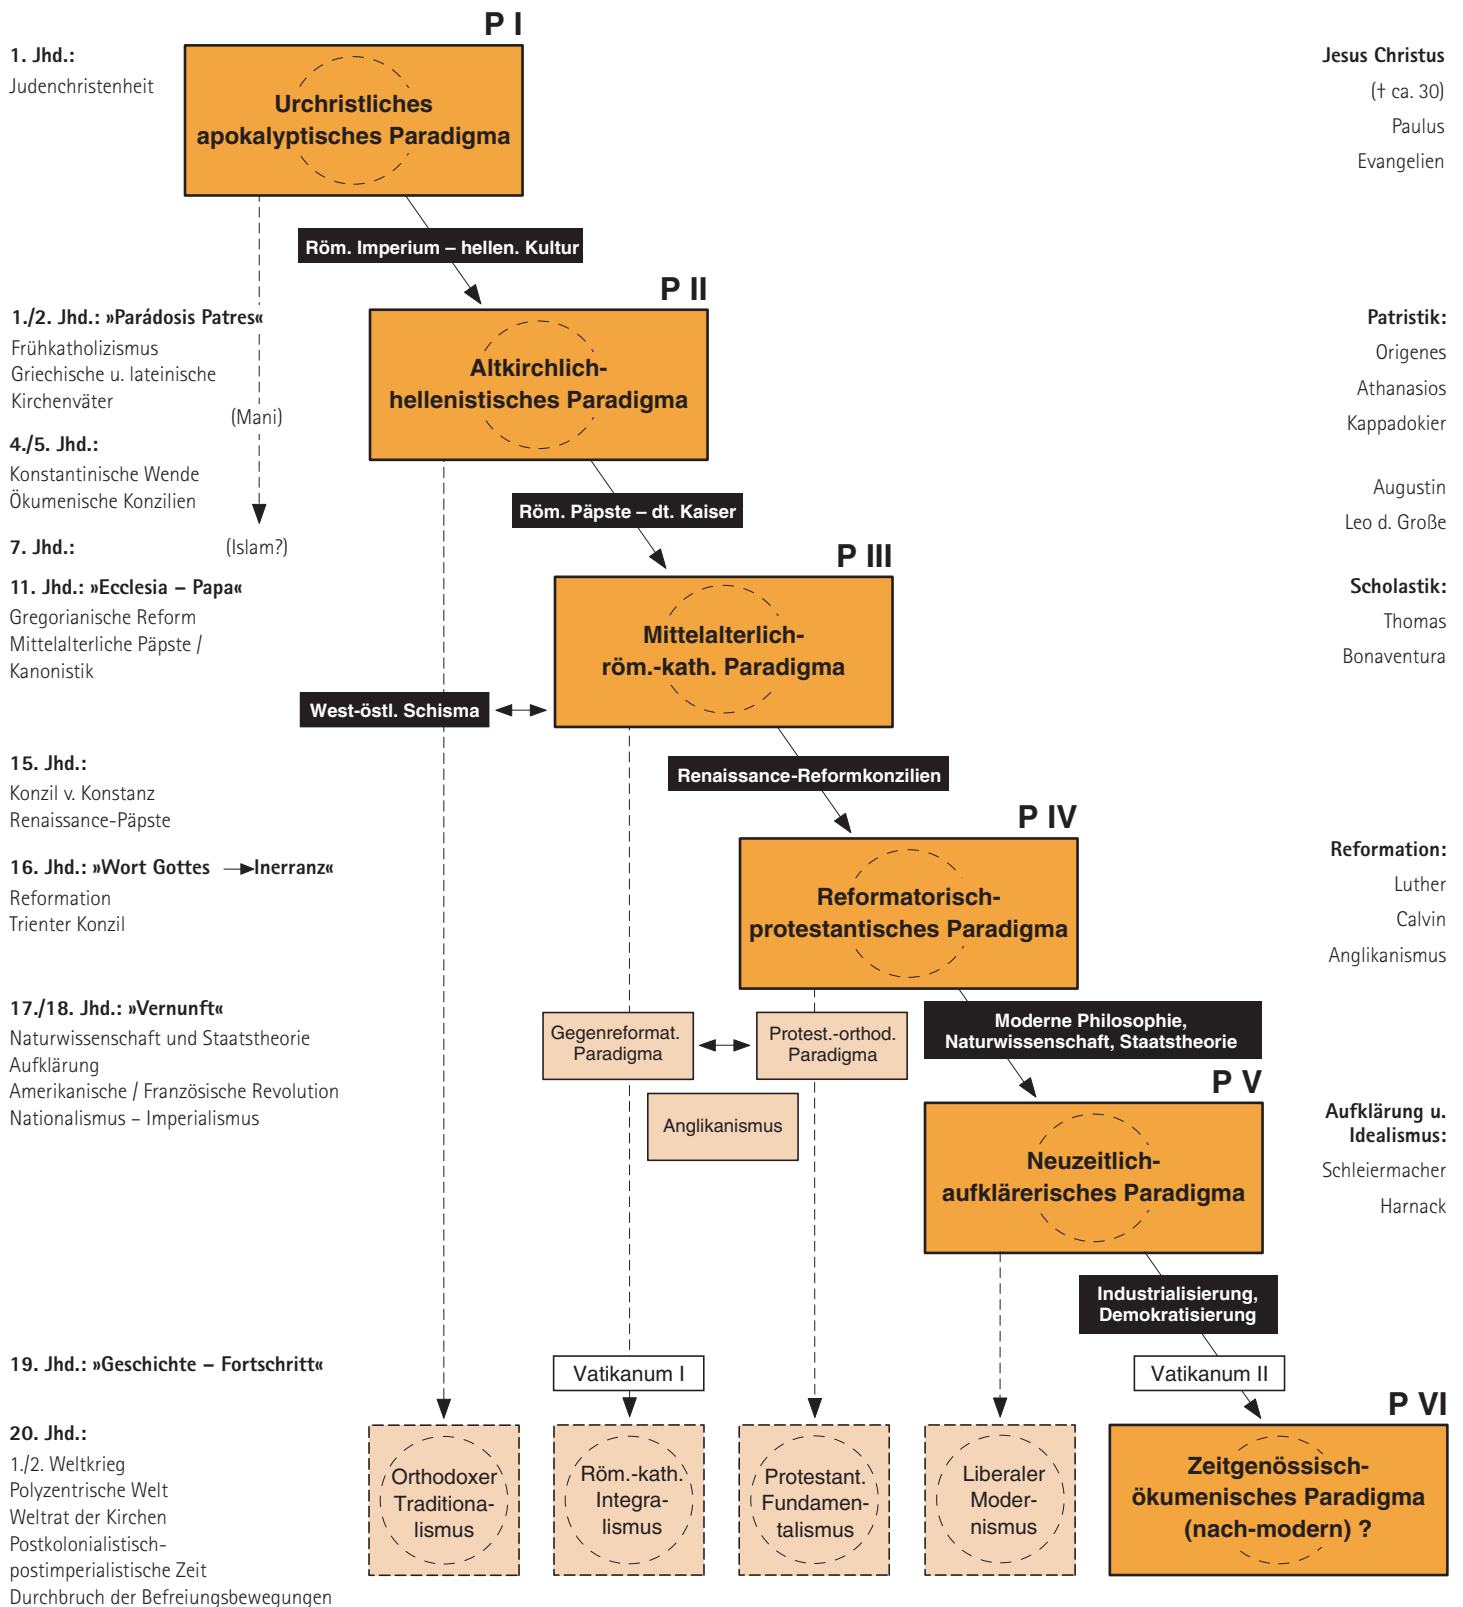 P I
1. Jhd.:
Judenchristenheit
Urchristliches
apokalyptisches Paradigma
Jesus Christus
(† ca. 30)
Paulus
Evangelien
Röm. Imperium – hellen. Kultur
P II
1./2. Jhd.: »Parádosis Patres«
Frühkatholizismus
Griechische u. lateinische
Kirchenväter
(Mani)
4./5. Jhd.:
Konstantinische Wende
Ökumenische Konzilien
7. Jhd.:
(Islam?)
Altkirchlich-
hellenistisches Paradigma
Patristik:
Origenes
Athanasios
Kappadokier
Augustin
Leo d. Große
Röm. Päpste – dt. Kaiser
P III
11. Jhd.: »Ecclesia – Papa«
Gregorianische Reform
Mittelalterliche Päpste /
Kanonistik
Mittelalterlich-
röm.-kath. Paradigma
Scholastik:
Thomas
Bonaventura
West-östl. Schisma
15. Jhd.:
Konzil v. Konstanz
Renaissance-Päpste
Renaissance-Reformkonzilien
P IV
16. Jhd.: »Wort Gottes → Inerranz«
Reformation
Trienter Konzil
Reformatorisch-
protestantisches Paradigma
Reformation:
Luther
Calvin
Anglikanismus
17./18. Jhd.: »Vernunft«
Naturwissenschaft und Staatstheorie
Aufklärung
Amerikanische / Französische Revolution
Nationalismus – Imperialismus
Gegenreformat.
Paradigma
Protest.-orthod.
Paradigma
Anglikanismus
Moderne Philosophie,
Naturwissenschaft, Staatstheorie
P V
Neuzeitlich-
aufklärerisches Paradigma
Aufklärung u.
Idealismus:
Schleiermacher
Harnack
Industrialisierung,
Demokratisierung
19. Jhd.: »Geschichte – Fortschritt«
Vatikanum I
Vatikanum II
P VI
20. Jhd.:
1./2. Weltkrieg
Polyzentrische Welt
Weltrat der Kirchen
Postkolonialistisch-
postimperialistische Zeit
Durchbruch der Befreiungsbewegungen
Orthodoxer
Traditiona-
lismus
Röm.-kath.
Integra-
lismus
Protestant.
Fundamen-
talismus
Liberaler
Moder-
nismus
Zeitgenössisch-
ökumenisches Paradigma
(nach-modern) ?